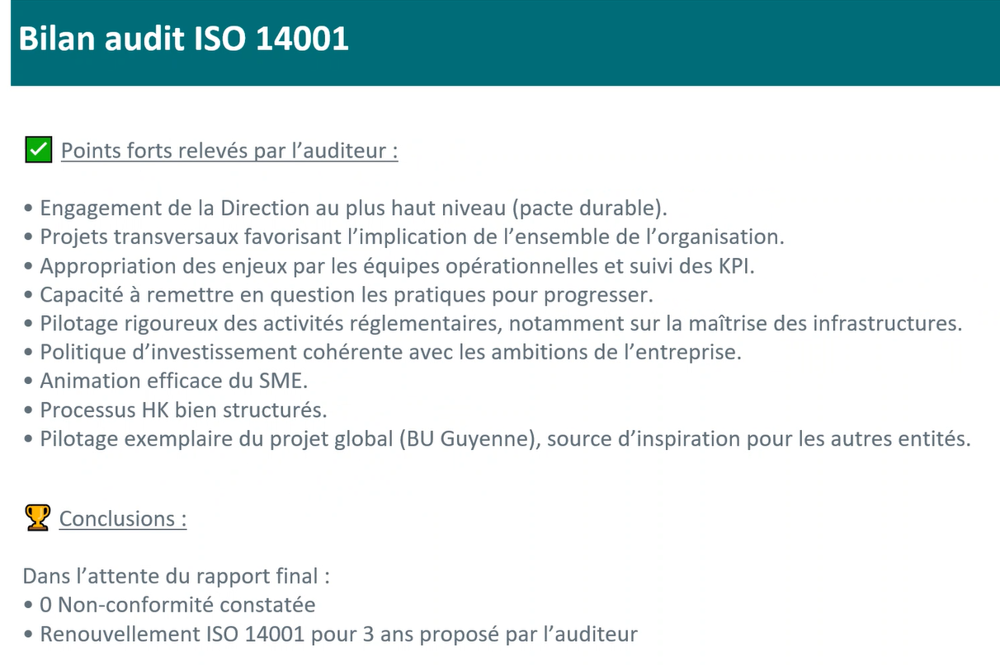 Bilan audit ISO 14001
✅ Points forts relevés par l’auditeur :
• Engagement de la Direction au plus haut niveau (pacte durable).
• Projets transversaux favorisant l’implication de l’ensemble de l’organisation.
• Appropriation des enjeux par les équipes opérationnelles et suivi des KPI.
• Capacité à remettre en question les pratiques pour progresser.
• Pilotage rigoureux des activités réglementaires, notamment sur la maîtrise des infrastructures.
• Politique d’investissement cohérente avec les ambitions de l’entreprise.
• Animation efficace du SME.
• Processus HK bien structurés.
• Pilotage exemplaire du projet global (BU Guyenne), source d’inspiration pour les autres entités.
🏆 Conclusions :
Dans l’attente du rapport final :
• 0 Non-conformité constatée
• Renouvellement ISO 14001 pour 3 ans proposé par l’auditeur